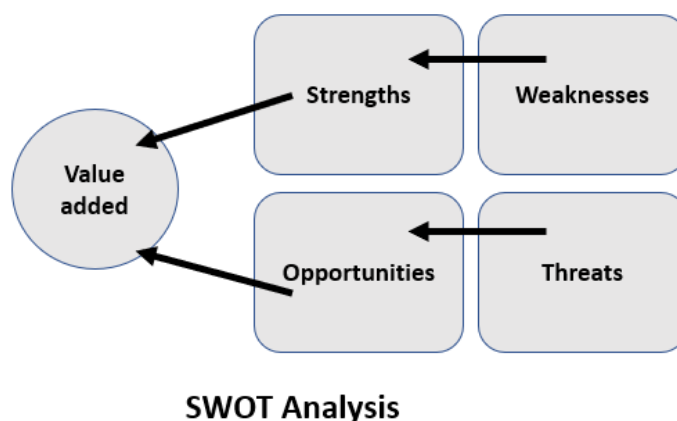 Strengths
Weaknesses
Value
added
Opportunities
Threats
SWOT Analysis